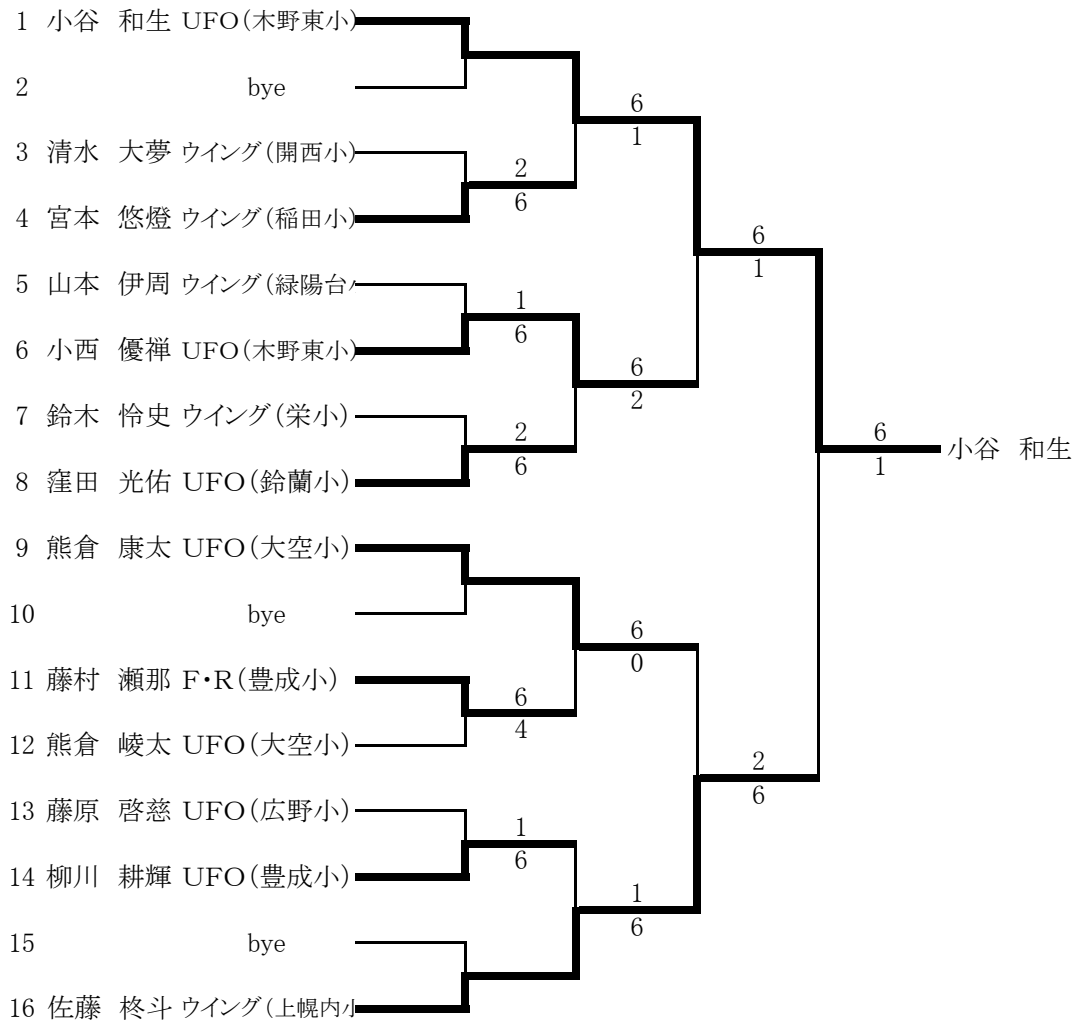 1 小谷 和生 UFO(木野東小)
2 bye
6
1
3 清水 大夢 ウイング(開西小)
2
6
4 宮本 悠燈 ウイング(稲田小)
6
1
5 山本 伊周 ウイング(緑陽台
1
6
6 小西 優禅 UFO(木野東小)
6
2
7 鈴木 怜史 ウイング(栄小)
2
6
6
1
小谷 和生
8 窪田 光佑 UFO(鈴蘭小)
9 熊倉 康太 UFO(大空小)
10 bye
6
0
11 藤村 瀬那 F・R(豊成小)
6
4
12 熊倉 崚太 UFO(大空小)
2
6
13 藤原 啓慈 UFO(広野小)
1
6
14 柳川 耕輝 UFO(豊成小)
1
6
15 bye
16 佐藤 柊斗 ウイング(上幌内小